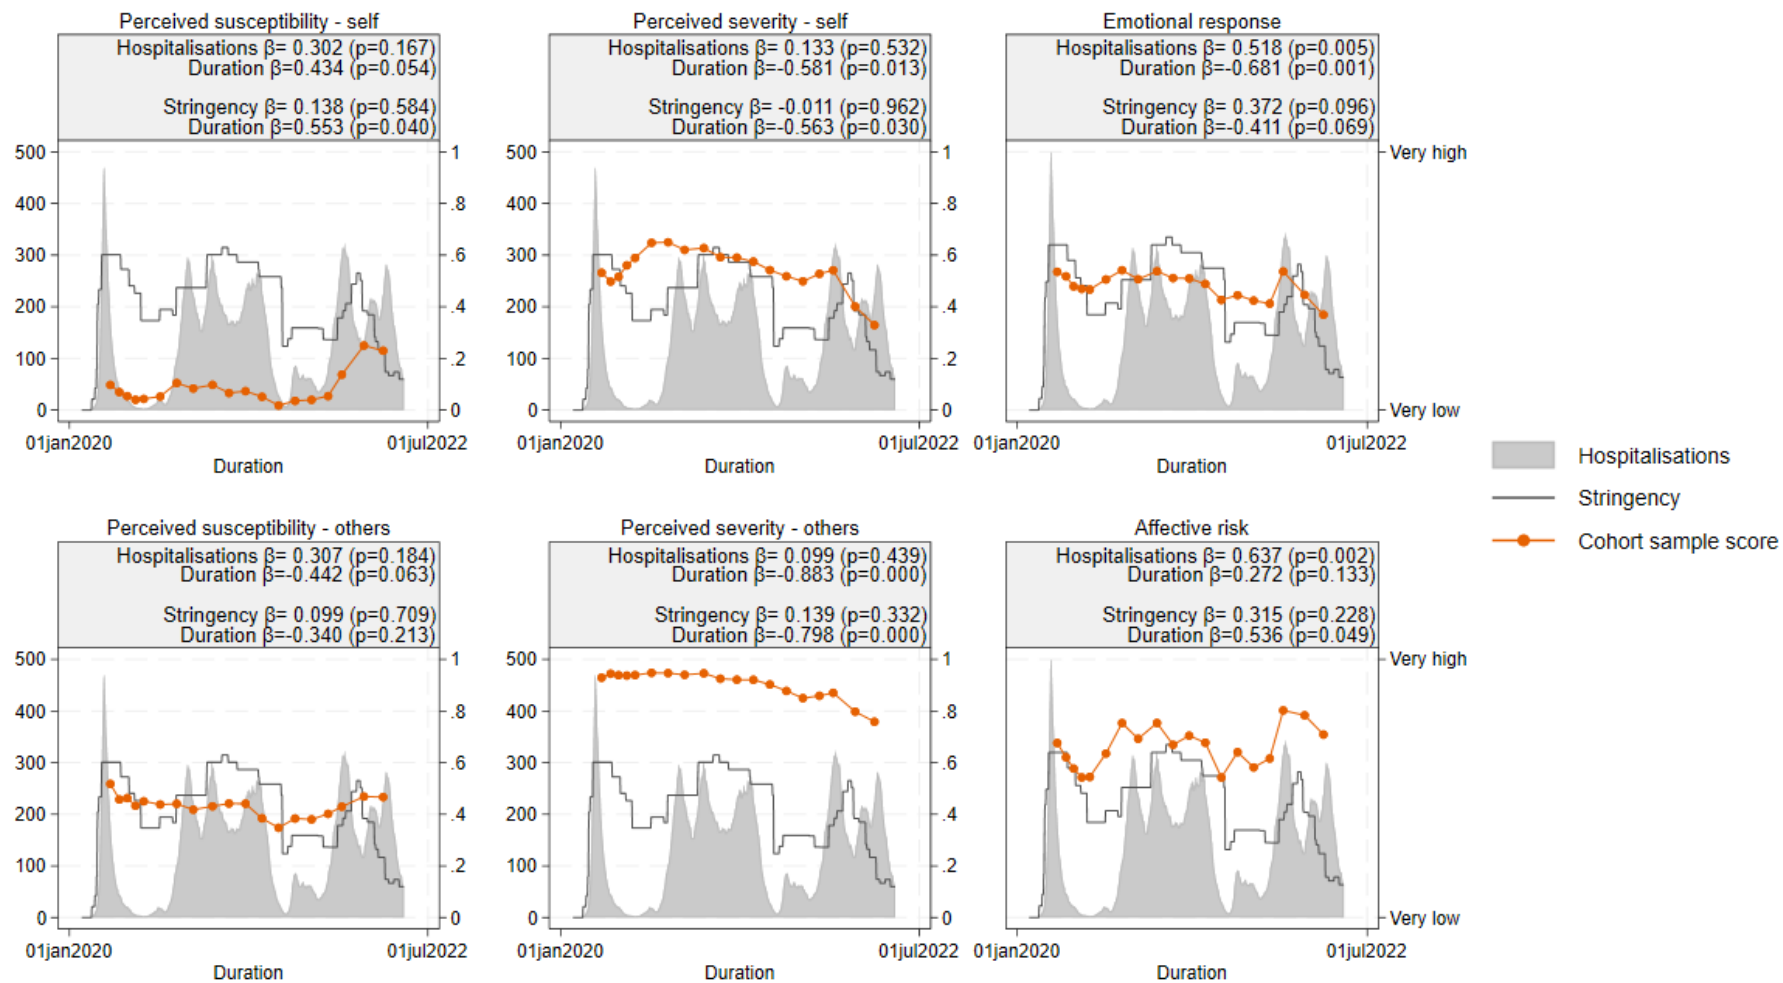 Perceived susceptibility - self
Hospitalisations β= 0.302 (p=0.167)
Duration β=0.434 (p=0.054)
Stringency β= 0.138 (p=0.584)
Duration β=0.553 (p=0.040)
500
400
300
200
100
0
1
.8
.6
.4
.2
0
01jan2020
01jul2022
Duration
Perceived severity - self
Hospitalisations β= 0.133 (p=0.532)
Duration β=-0.581 (p=0.013)
Stringency β= -0.011 (p=0.962)
Duration β=-0.563 (p=0.030)
500
400
300
200
100
0
1
.8
.6
.4
.2
0
01jan2020
01jul2022
Duration
Emotional response
Hospitalisations β= 0.518 (p=0.005)
Duration β=-0.681 (p=0.001)
Stringency β= 0.372 (p=0.096)
Duration β=-0.411 (p=0.069)
Very high
Very low
01jan2020
01jul2022
Duration
Perceived susceptibility - others
Hospitalisations β= 0.307 (p=0.184)
Duration β=-0.442 (p=0.063)
Stringency β= 0.099 (p=0.709)
Duration β=-0.340 (p=0.213)
500
400
300
200
100
0
1
.8
.6
.4
.2
0
01jan2020
01jul2022
Duration
Perceived severity - others
Hospitalisations β= 0.099 (p=0.439)
Duration β=-0.883 (p=0.000)
Stringency β= 0.139 (p=0.332)
Duration β=-0.798 (p=0.000)
500
400
300
200
100
0
1
.8
.6
.4
.2
0
01jan2020
01jul2022
Duration
Affective risk
Hospitalisations β= 0.637 (p=0.002)
Duration β=0.272 (p=0.133)
Stringency β= 0.315 (p=0.228)
Duration β=0.536 (p=0.049)
Very high
Very low
01jan2020
01jul2022
Duration
Hospitalisations
Stringency
Cohort sample score